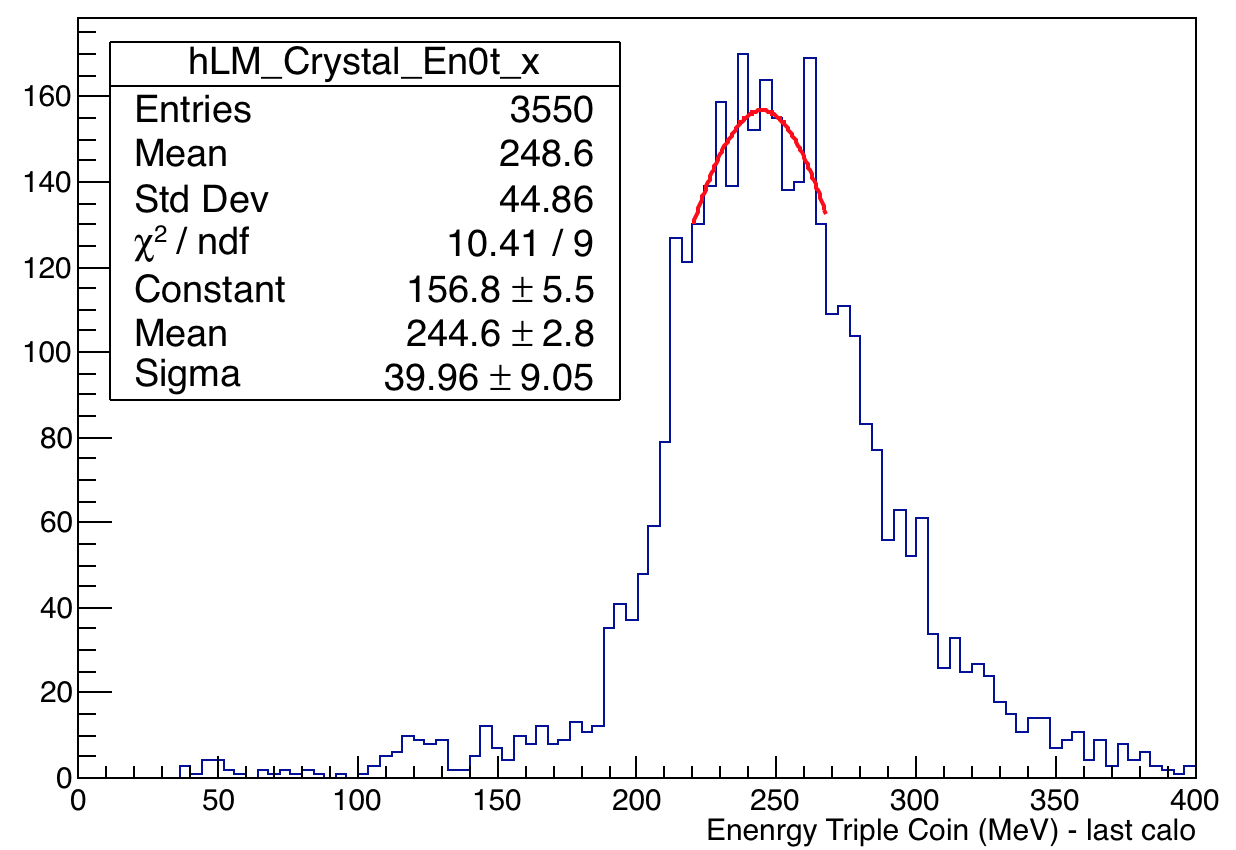 hLM_Crystal_En0t_x
Entries 3550
Mean 248.6
Std Dev 44.86
χ² / ndf 10.41 / 9
Constant 156.8 ± 5.5
Mean 244.6 ± 2.8
Sigma 39.96 ± 9.05
160
140
120
100
80
60
40
20
0
0 50 100 150 200 250 300 350 400
Enenrgy Triple Coin (MeV) - last calo